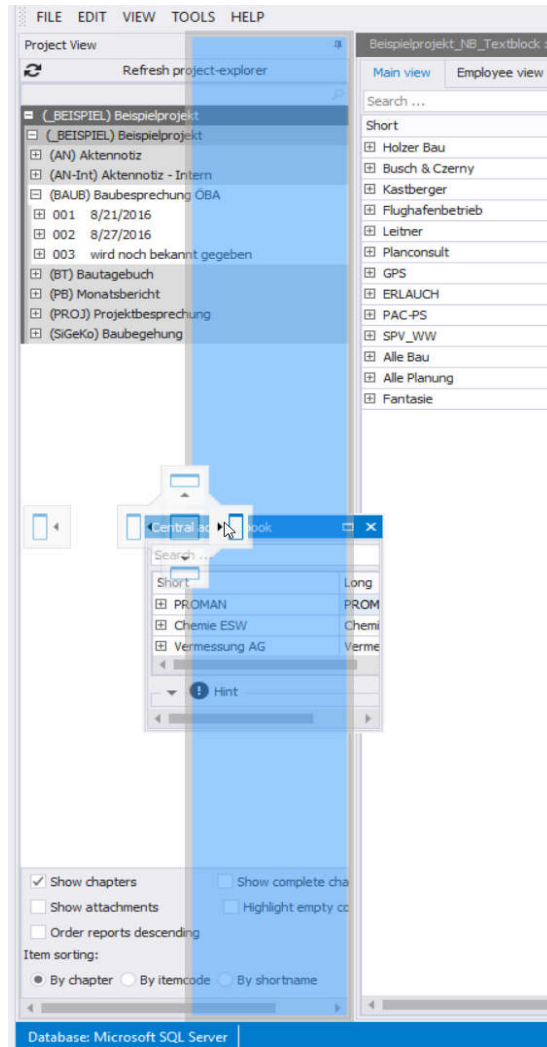 FILE EDIT VIEW TOOLS HELP
Project View
Refresh project-explorer
(_BEISPIEL) Beispielprojekt
(_BEISPIEL) Beispielprojekt
(AN) Aktennotiz
(AN-Int) Aktennotiz - Intern
(BAUB) Baubesprechung ÖBA
001 8/21/2016
002 8/27/2016
003 wird noch bekannt gegeben
(BT) Bautagebuch
(PB) Monatsbericht
(PROJ) Projektbesprechung
(SiGeKo) Baubegehung
Beispielprojekt_NB_Textblock :
Main view Employee view
Search ...
Short
Holzer Bau
Busch & Czerny
Kastberger
Flughafenbetrieb
Leitner
Planconsult
GPS
ERLAUCH
PAC-PS
SPV_WW
Alle Bau
Alle Planung
Fantasie
Central ad book
Search ...
Short Long
PROMAN PROM
Chemie ESW Chemi
Vermessung AG Verme
Hint
Show chapters Show complete cha
Show attachments Highlight empty co
Order reports descending
Item sorting:
By chapter By itemcode By shortname
Database: Microsoft SQL Server